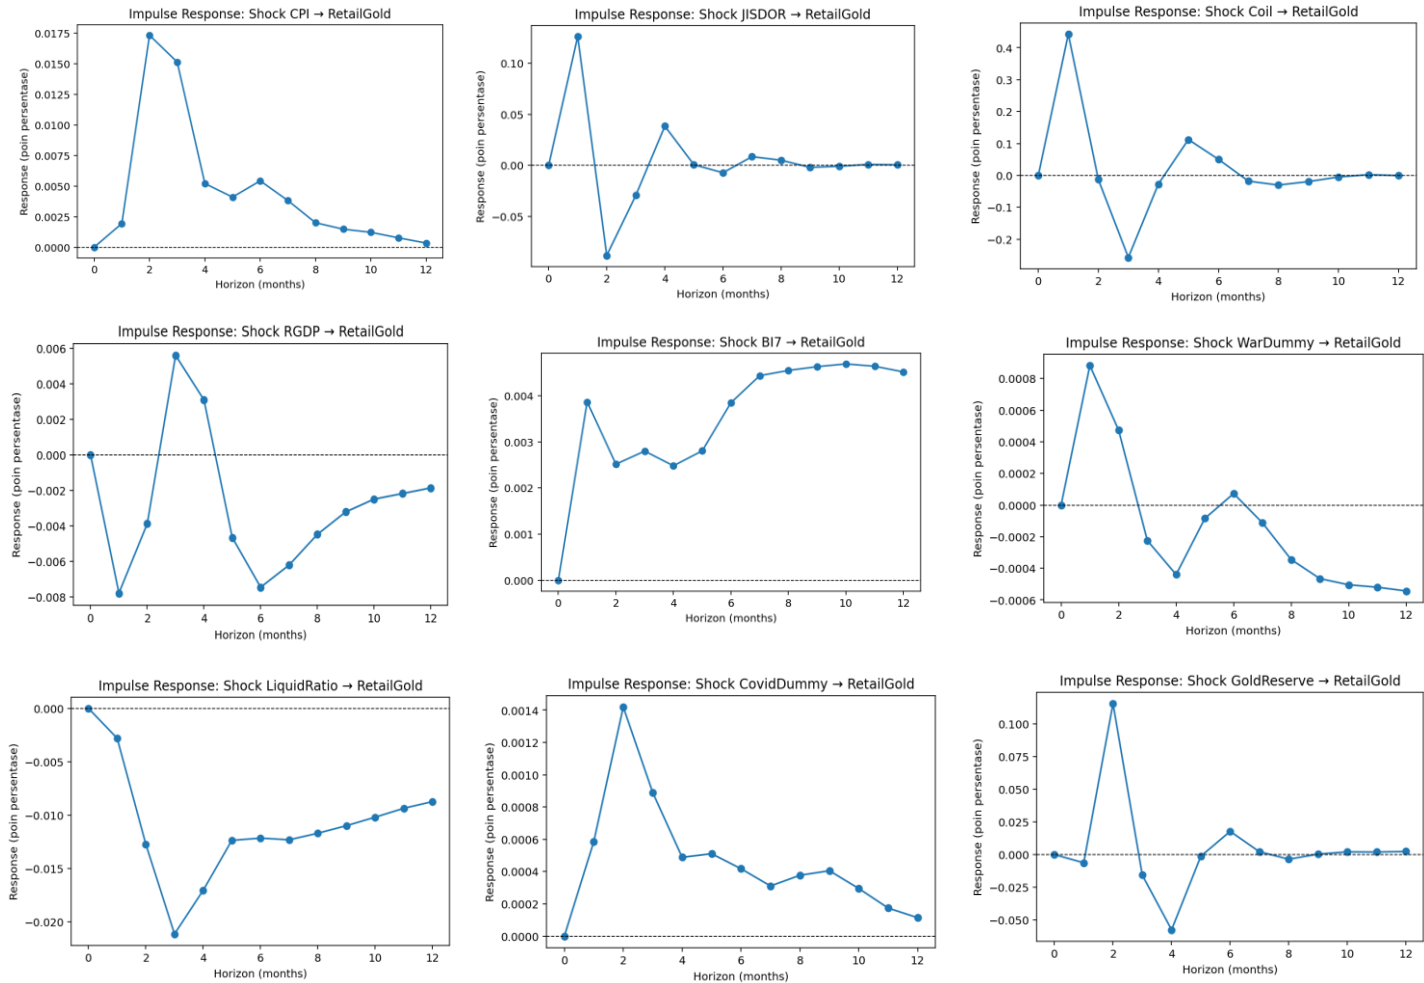 Impulse Response: Shock CPI → RetailGold
Response (poin persentase)
0.0175
0.0150
0.0125
0.0100
0.0075
0.0050
0.0025
0.0000
0 2 4 6 8 10 12
Horizon (months)
Impulse Response: Shock JISDOR → RetailGold
Response (poin persentase)
0.10
0.05
0.00
−0.05
0 2 4 6 8 10 12
Horizon (months)
Impulse Response: Shock Coil → RetailGold
Response (poin persentase)
0.4
0.3
0.2
0.1
0.0
−0.1
−0.2
0 2 4 6 8 10 12
Horizon (months)
Impulse Response: Shock RGDP → RetailGold
Response (poin persentase)
0.006
0.004
0.002
0.000
−0.002
−0.004
−0.006
−0.008
0 2 4 6 8 10 12
Horizon (months)
Impulse Response: Shock BI7 → RetailGold
Response (poin persentase)
0.004
0.003
0.002
0.001
0.000
0 2 4 6 8 10 12
Horizon (months)
Impulse Response: Shock WarDummy → RetailGold
Response (poin persentase)
0.0008
0.0006
0.0004
0.0002
0.0000
−0.0002
−0.0004
−0.0006
0 2 4 6 8 10 12
Horizon (months)
Impulse Response: Shock LiquidRatio → RetailGold
Response (poin persentase)
0.000
−0.005
−0.010
−0.015
−0.020
0 2 4 6 8 10 12
Horizon (months)
Impulse Response: Shock CovidDummy → RetailGold
Response (poin persentase)
0.0014
0.0012
0.0010
0.0008
0.0006
0.0004
0.0002
0.0000
0 2 4 6 8 10 12
Horizon (months)
Impulse Response: Shock GoldReserve → RetailGold
Response (poin persentase)
0.100
0.075
0.050
0.025
0.000
−0.025
−0.050
0 2 4 6 8 10 12
Horizon (months)